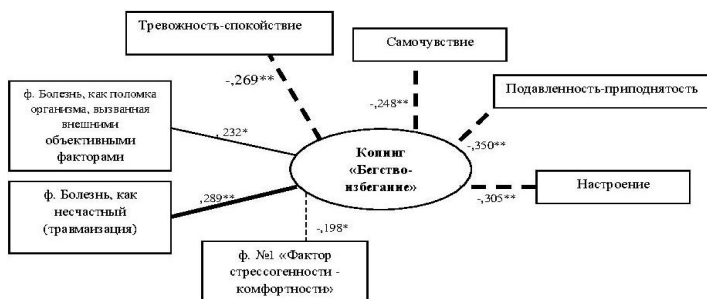 Тревожность-спокойствие
Самочувствие
-,269**
-,248**
Подавленность-приподнятость
ф. Болезнь, как поломка
организма, вызванная
внешними
объективными
факторами
,232*
-,350**
Копинг
«Бегство-
избегание»
Настроение
-,305**
ф. Болезнь, как
несчастный
(травманизация)
,289**
-,198*
ф. №1 «Фактор
стрессогенности -
комфортности»